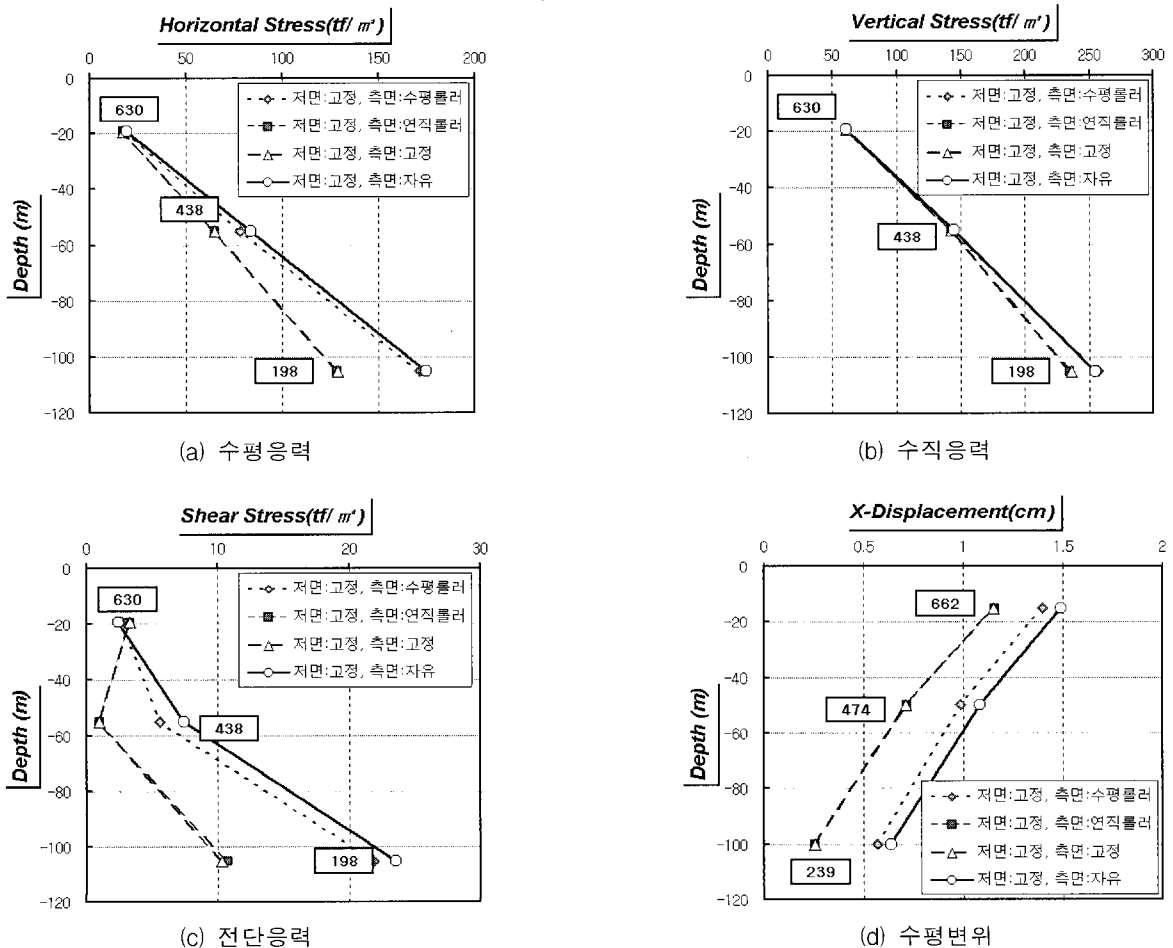 Horizontal Stress(tf/㎡)
0 50 100 150 200
0
-20
-40
-60
-80
-100
-120
Depth (m)
630
438
198
저면:고정, 측면:수평롤러
저면:고정, 측면:연직롤러
저면:고정, 측면:고정
저면:고정, 측면:자유
(a) 수평응력
Vertical Stress(tf/㎡)
0 50 100 150 200 250 300
0
-20
-40
-60
-80
-100
-120
Depth (m)
630
438
198
저면:고정, 측면:수평롤러
저면:고정, 측면:연직롤러
저면:고정, 측면:고정
저면:고정, 측면:자유
(b) 수직응력
Shear Stress(tf/㎡)
0 10 20 30
0
-20
-40
-60
-80
-100
-120
Depth (m)
630
438
198
저면:고정, 측면:수평롤러
저면:고정, 측면:연직롤러
저면:고정, 측면:고정
저면:고정, 측면:자유
(c) 전단응력
X-Displacement(cm)
0 0.5 1 1.5 2
0
-20
-40
-60
-80
-100
-120
Depth (m)
662
474
239
저면:고정, 측면:수평롤러
저면:고정, 측면:연직롤러
저면:고정, 측면:고정
저면:고정, 측면:자유
(d) 수평변위